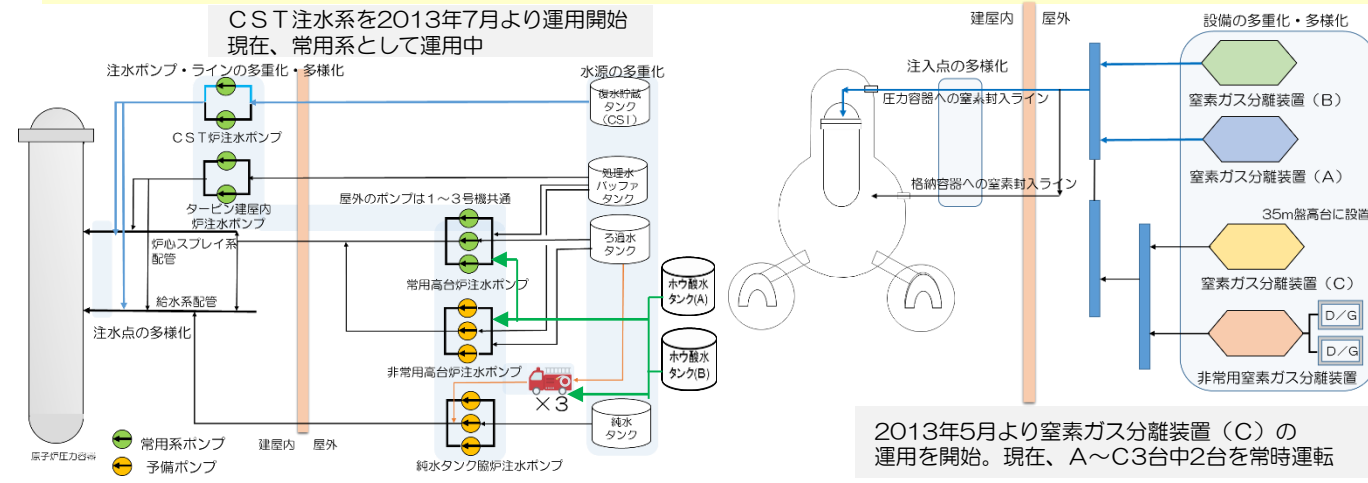 CST注水系を2013年7月より運用開始
現在、常用系として運用中
注水ポンプ・ラインの多重化・多様化
水源の多重化
復水貯蔵
タンク
(CSI)
CST炉注水ポンプ
処理水
バッファ
タンク
タービン建屋内
炉注水ポンプ
屋外のポンプは1～3号機共通
ろ過水
タンク
炉心スプレイ系
配管
常用高台炉注水ポンプ
ホウ酸水
タンク(A)
給水系配管
注水点の多様化
ホウ酸水
タンク(B)
非常用高台炉注水ポンプ
×3
純水
タンク
常用系ポンプ
予備ポンプ
建屋内
屋外
原子炉圧力容器
純水タンク脇炉注水ポンプ
建屋内
屋外
設備の多重化・多様化
注入点の多様化
圧力容器への窒素封入ライン
窒素ガス分離装置（B）
窒素ガス分離装置（A）
格納容器への窒素封入ライン
35m盤高台に設置
窒素ガス分離装置（C）
D/G
D/G
非常用窒素ガス分離装置
2013年5月より窒素ガス分離装置（C）の
運用を開始。現在、A～C3台中2台を常時運転